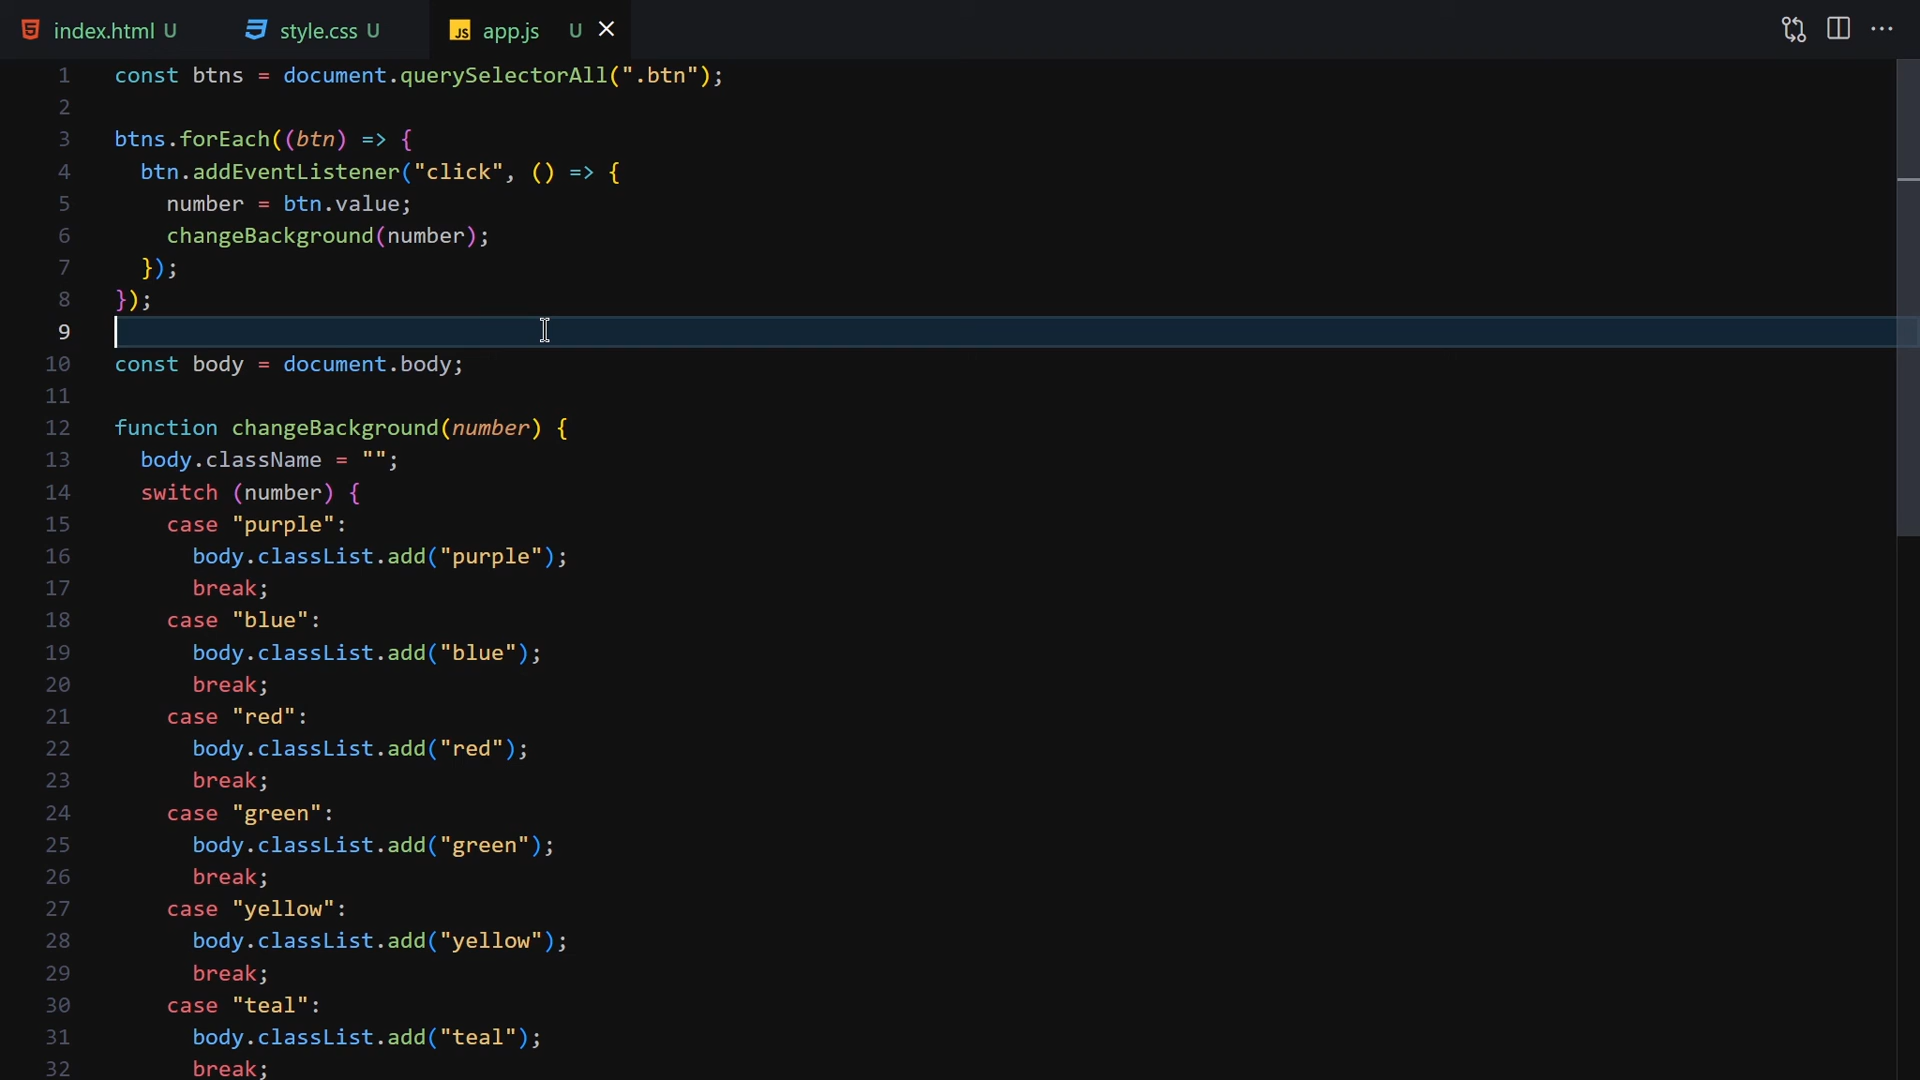 index.html U style.css U JS app.js U
1 const btns = document.querySelectorAll(".btn");
2
3 btns.forEach((btn) => {
4   btn.addEventListener("click", () => {
5     number = btn.value;
6     changeBackground(number);
7   });
8 });
9
10 const body = document.body;
11
12 function changeBackground(number) {
13   body.className = "";
14   switch (number) {
15     case "purple":
16       body.classList.add("purple");
17       break;
18     case "blue":
19       body.classList.add("blue");
20       break;
21     case "red":
22       body.classList.add("red");
23       break;
24     case "green":
25       body.classList.add("green");
26       break;
27     case "yellow":
28       body.classList.add("yellow");
29       break;
30     case "teal":
31       body.classList.add("teal");
32       break;